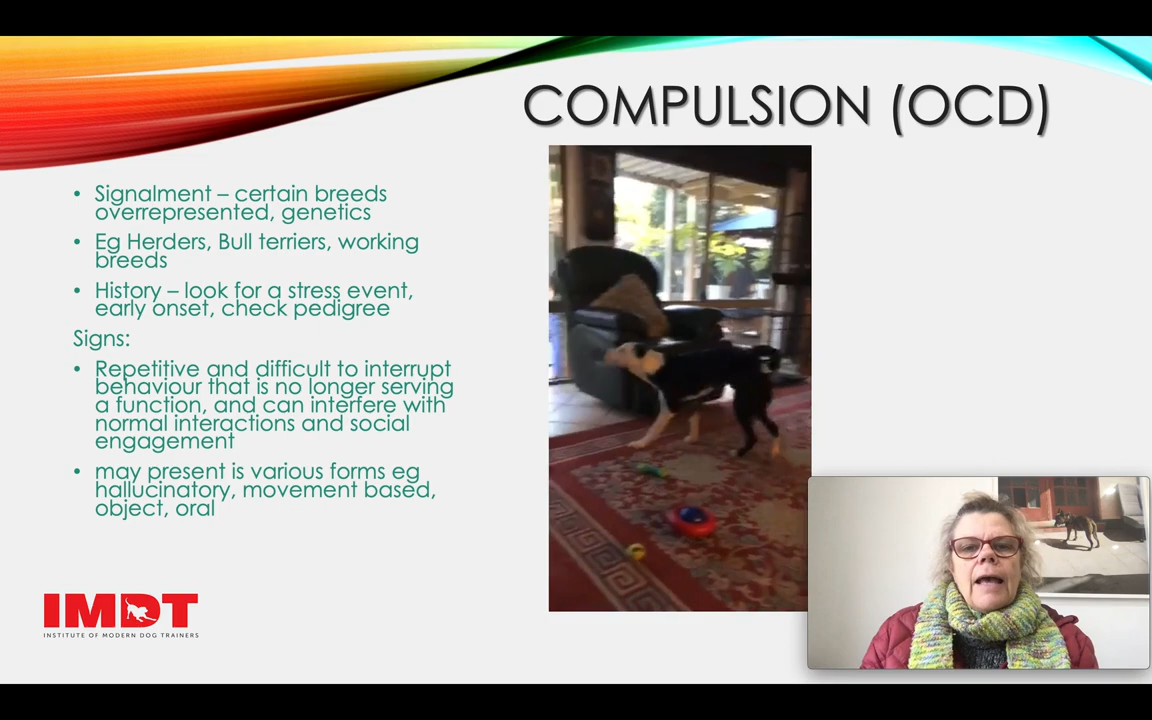 COMPULSION (OCD)
• Signalment – certain breeds
overrepresented, genetics
• Eg Herders, Bull terriers, working
breeds
• History – look for a stress event,
early onset, check pedigree
Signs:
• Repetitive and difficult to interrupt
behaviour that is no longer serving
a function, and can interfere with
normal interactions and social
engagement
• may present is various forms eg
hallucinatory, movement based,
object, oral
IMDT
INSTITUTE OF MODERN DOG TRAINERS